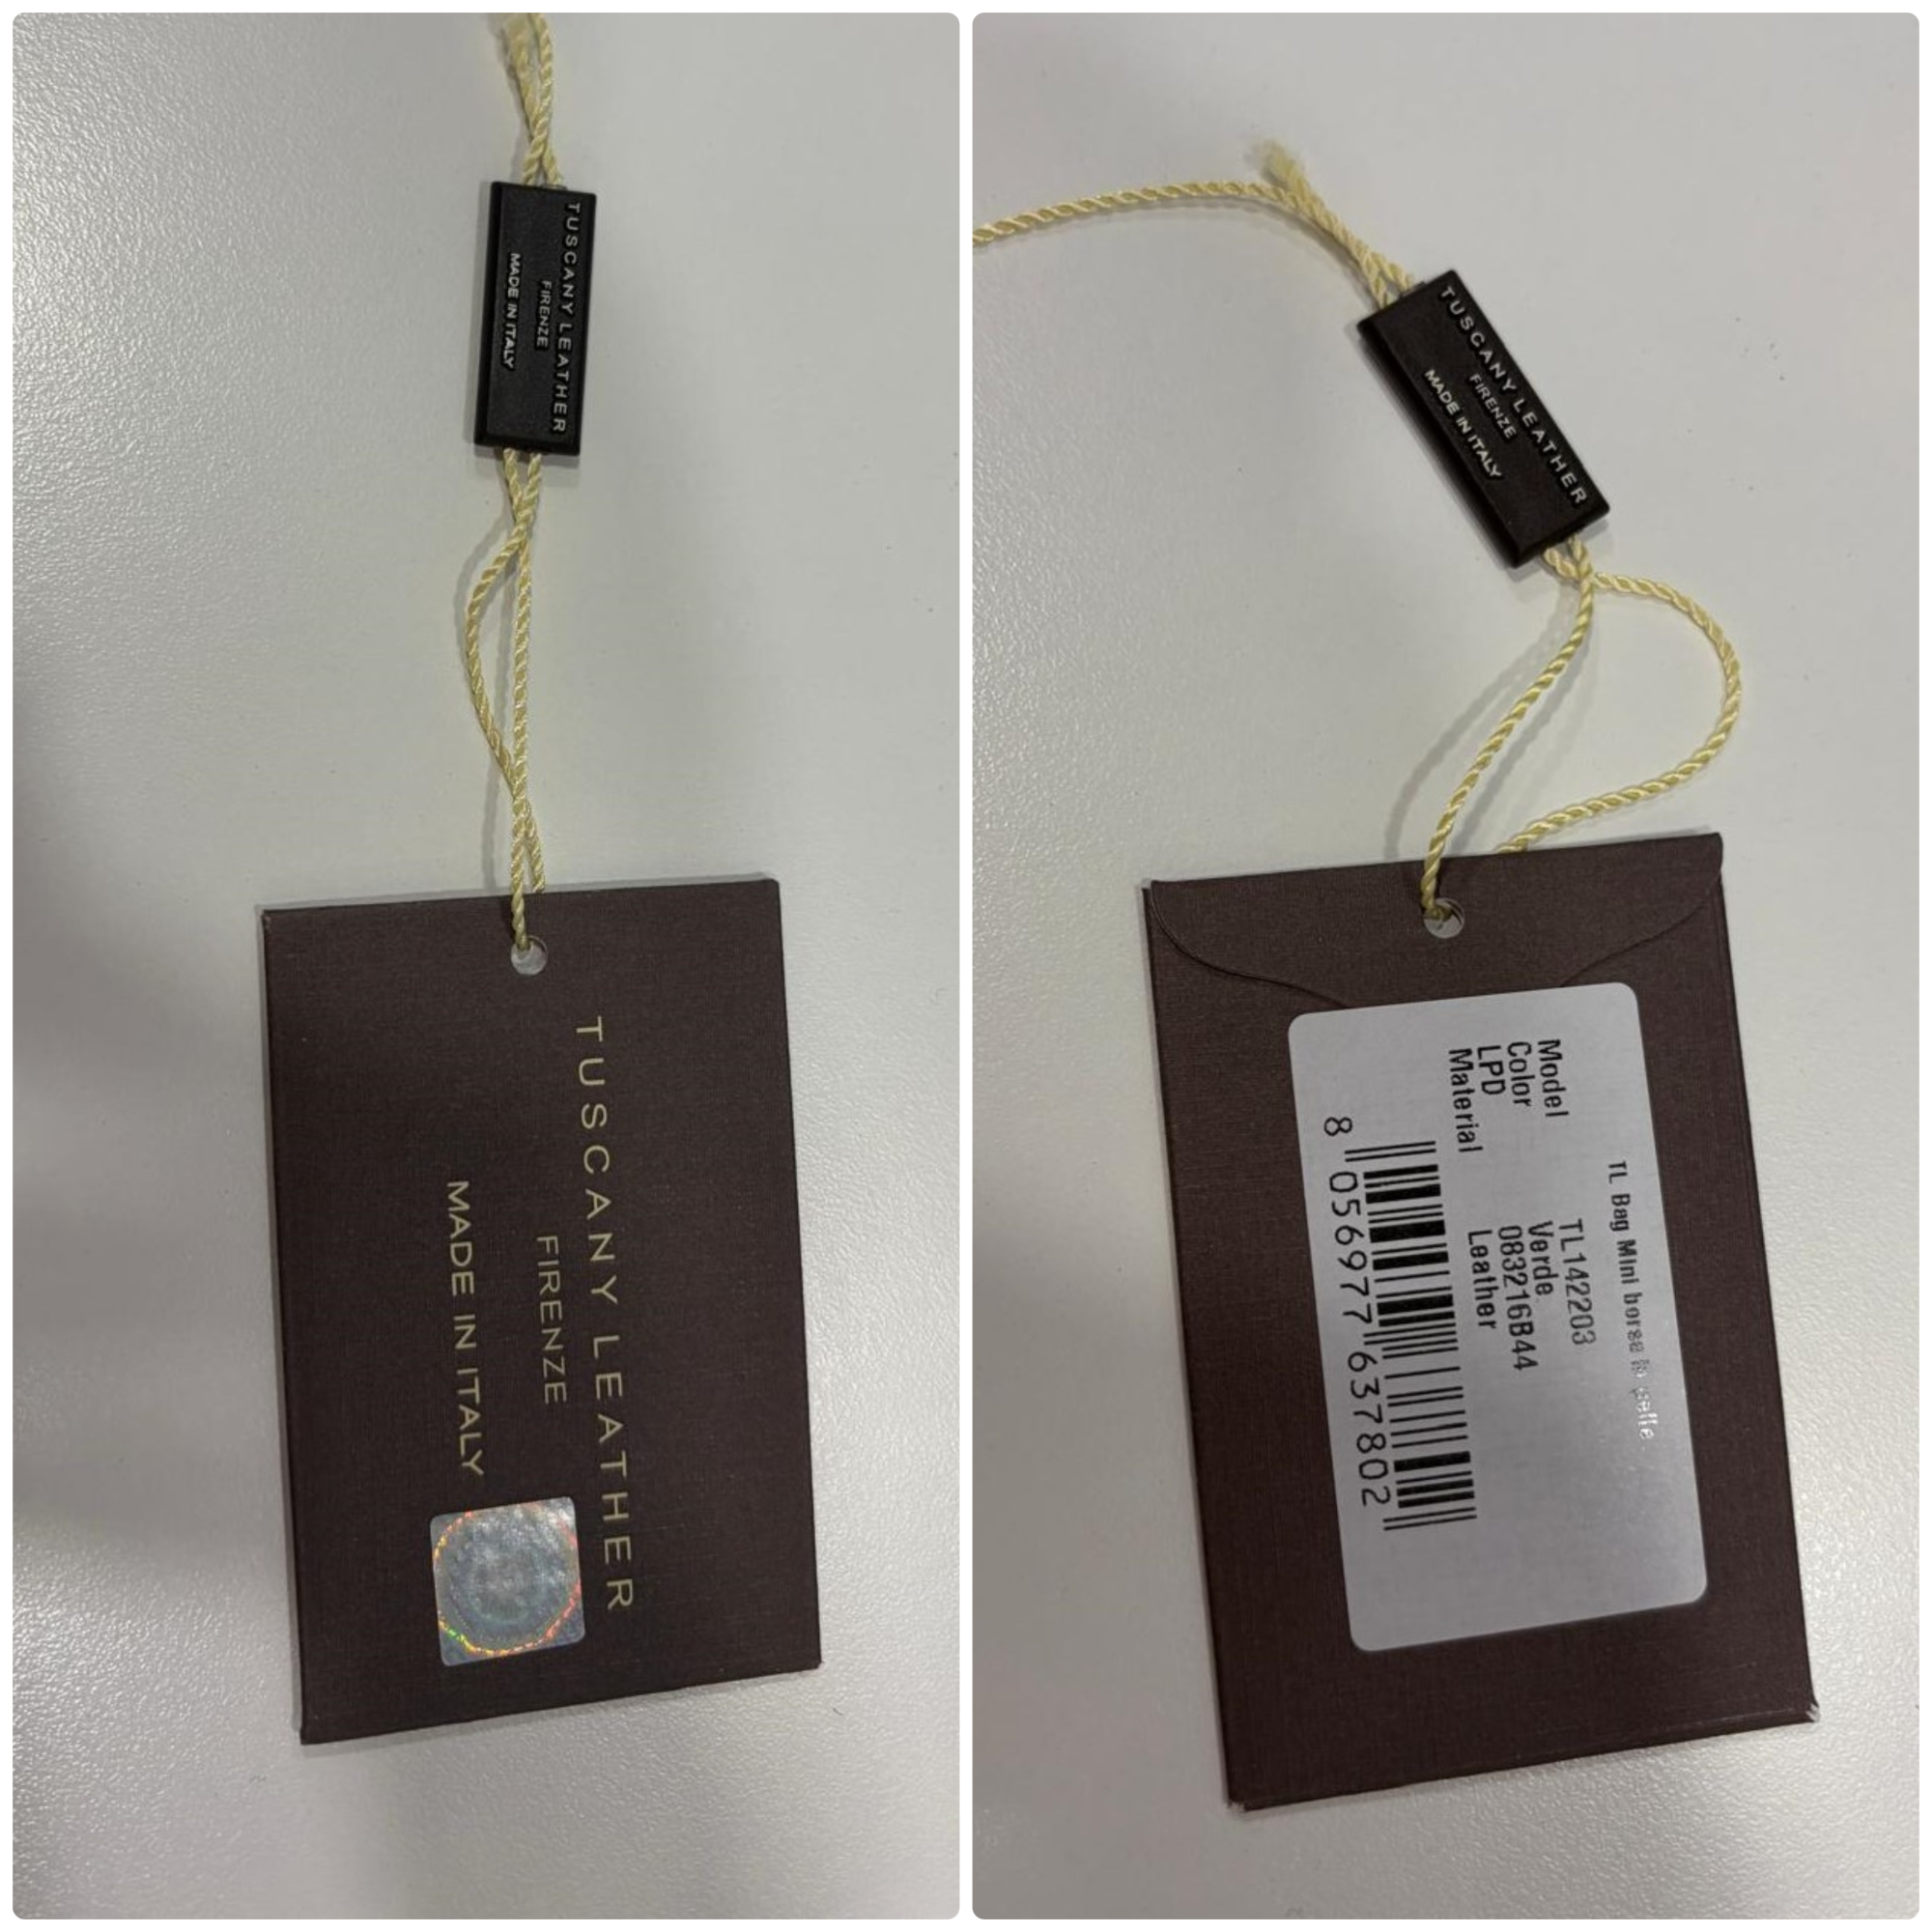 TUSCANY LEATHER
FIRENZE
MADE IN ITALY
TUSCANY LEATHER
FIRENZE
MADE IN ITALY
TUSCANY LEATHER
FIRENZE
MADE IN ITALY
TL Bag Mini borsa in pelle
Model TL142203
Color Verde
LPD 083216B44
Material Leather
8 056977 637802